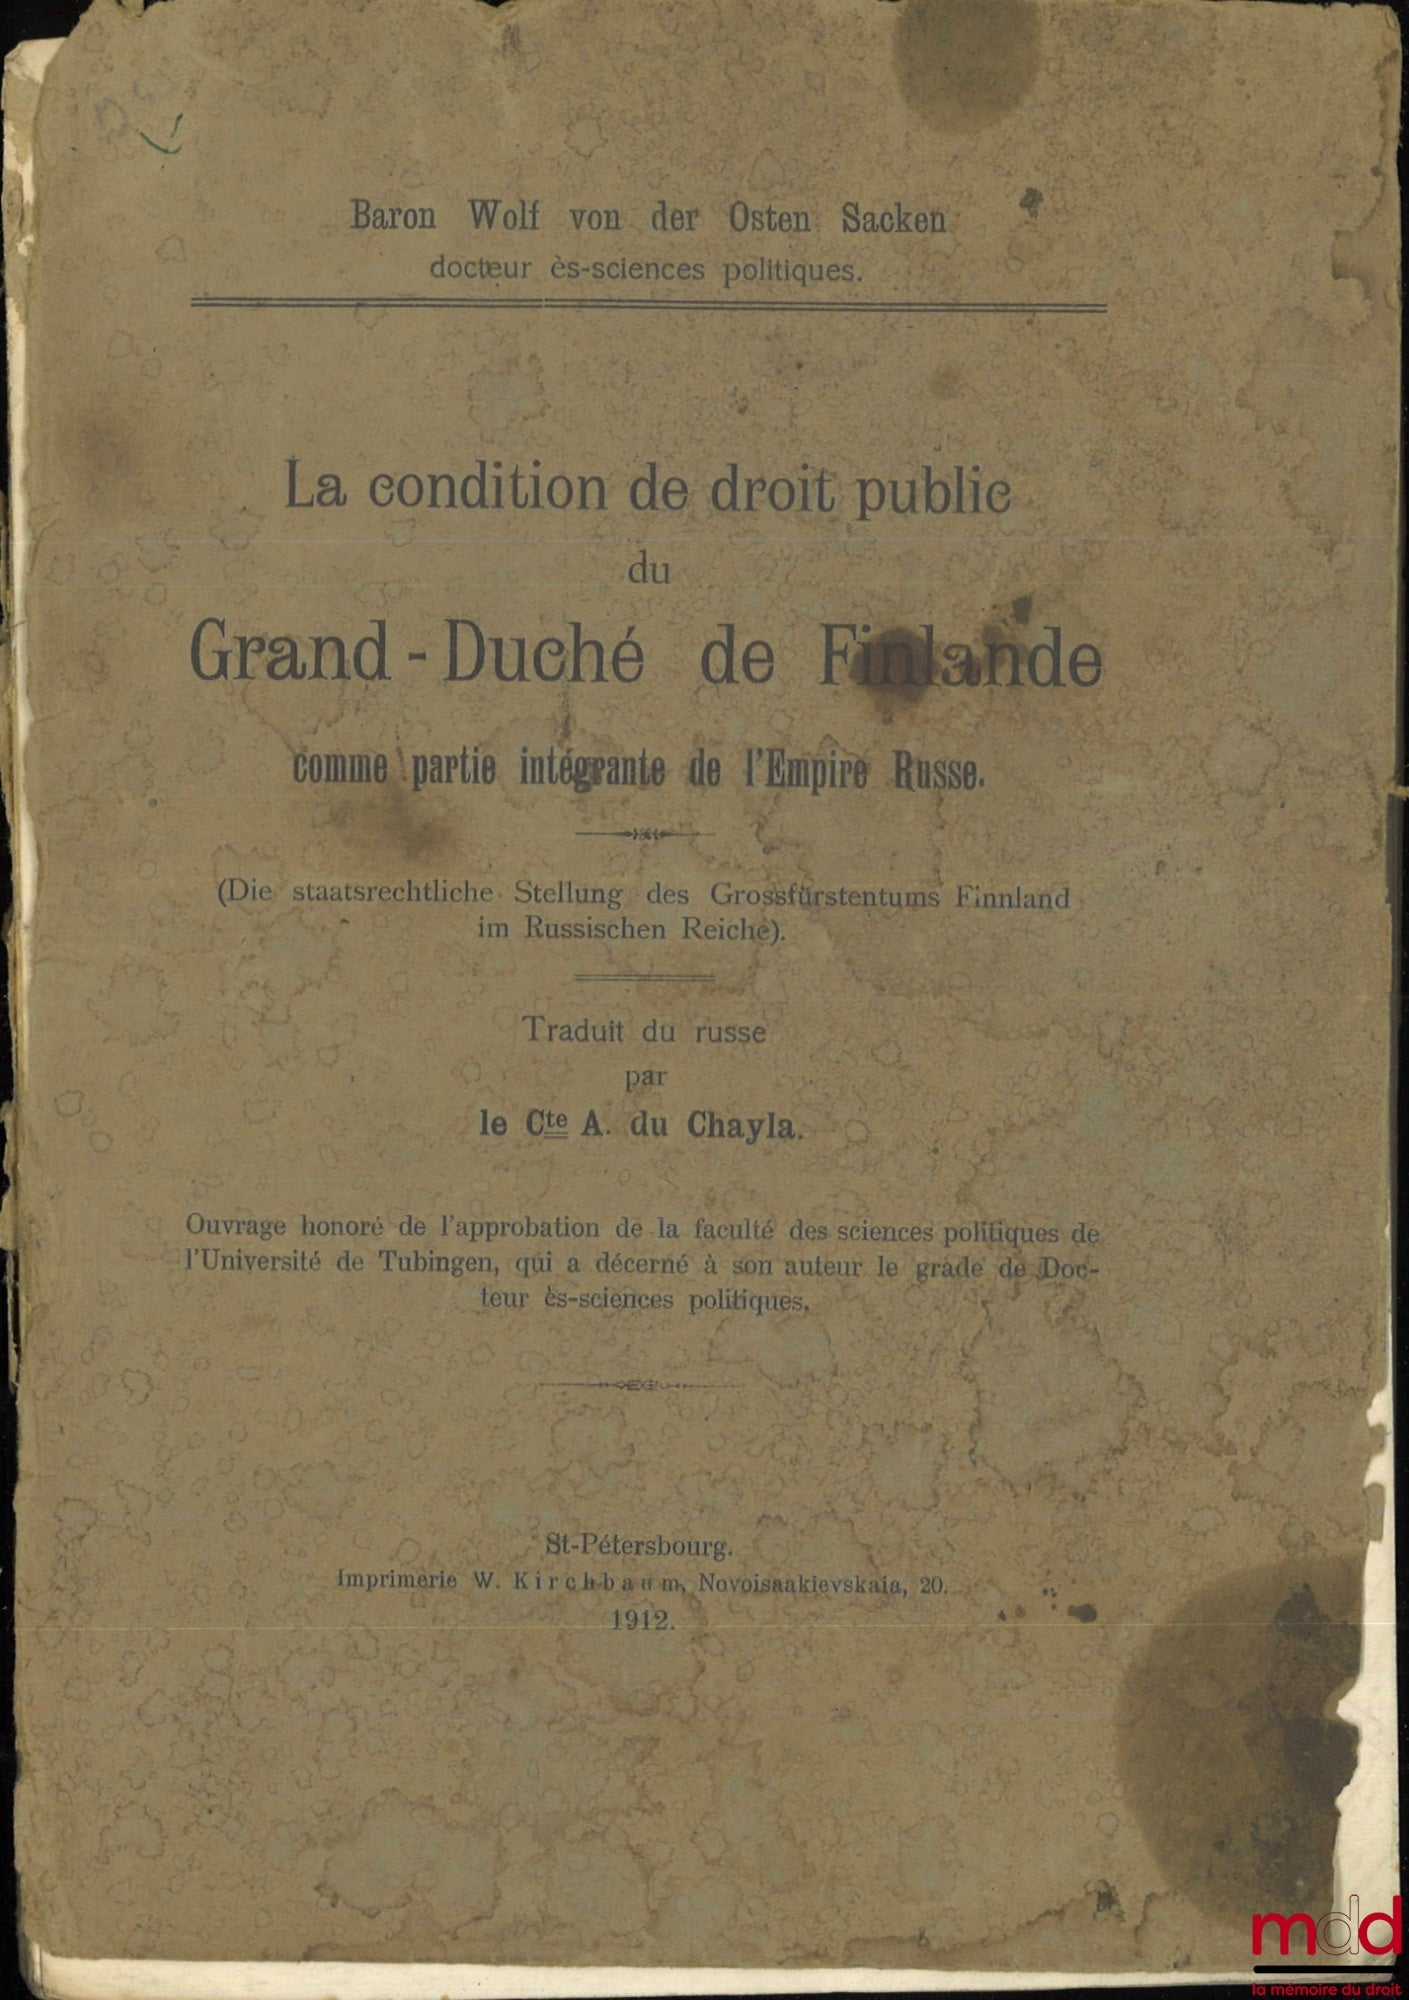 Baron Wolf von der Osten Sacken
docteur ès-sciences politiques.
La condition de droit public
du
Grand-Duché de Finlande
comme partie intégrante de l'Empire Russe.
(Die staatsrechtliche Stellung des Grossfürstentums Finnland
im Russischen Reiche).
Traduit du russe
par
le Cte A. du Chayla.
Ouvrage honoré de l'approbation de la faculté des sciences politiques de
l'Université de Tubingen, qui a décerné à son auteur le grade de Doc-
teur ès-sciences politiques.
St-Pétersbourg.
Imprimerie W. Kirchbaum, Novoisaakievskaia, 20.
1912.
mdd
la mémoire du droit